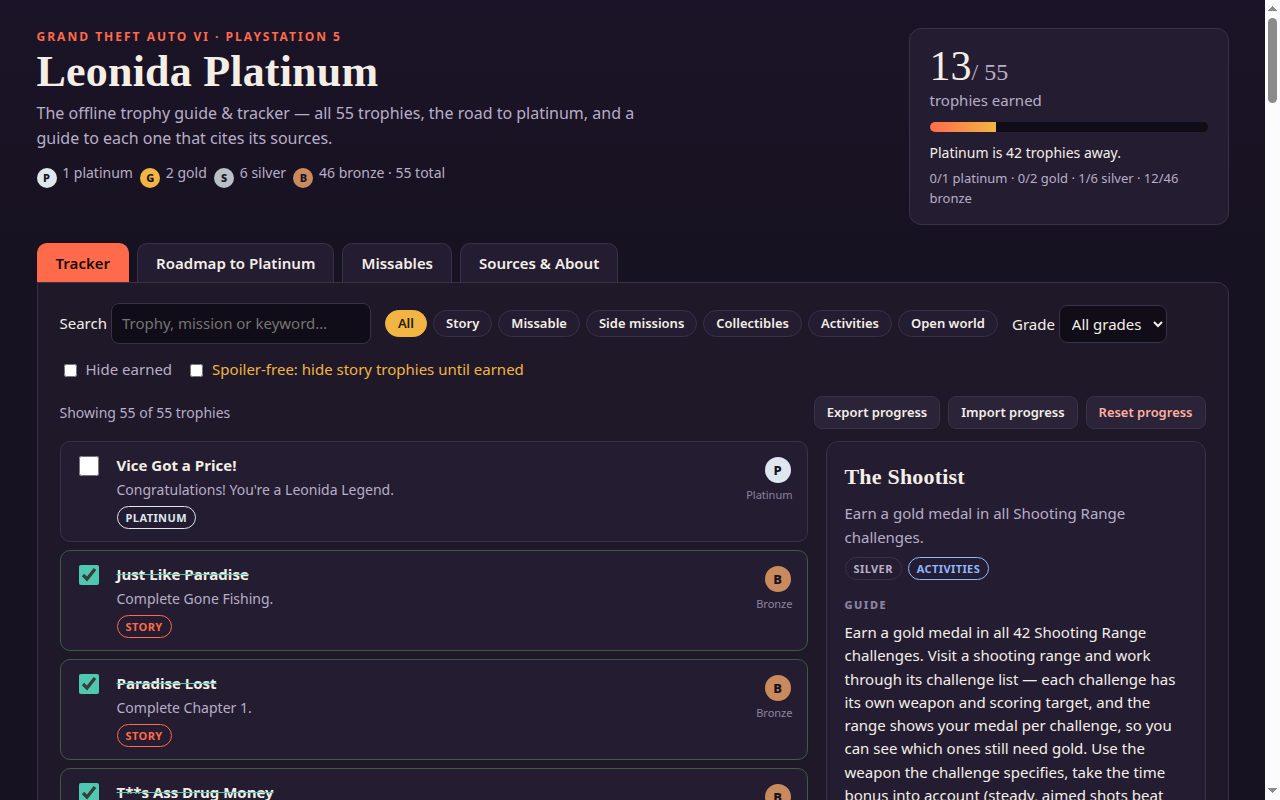 GRAND THEFT AUTO VI · PLAYSTATION 5
Leonida Platinum
The offline trophy guide & tracker — all 55 trophies, the road to platinum, and a
guide to each one that cites its sources.
P 1 platinum G 2 gold S 6 silver B 46 bronze · 55 total
13/ 55
trophies earned
Platinum is 42 trophies away.
0/1 platinum · 0/2 gold · 1/6 silver · 12/46
bronze
Tracker Roadmap to Platinum Missables Sources & About
Search Trophy, mission or keyword... All Story Missable Side missions Collectibles Activities Open world Grade All grades
Hide earned Spoiler-free: hide story trophies until earned
Showing 55 of 55 trophies Export progress Import progress Reset progress
Vice Got a Price! P
Congratulations! You're a Leonida Legend. Platinum
PLATINUM
Just Like Paradise B
Complete Gone Fishing. Bronze
STORY
Paradise Lost B
Complete Chapter 1. Bronze
STORY
T**s Ass Drug Money B
The Shootist
Earn a gold medal in all Shooting Range
challenges.
SILVER ACTIVITIES
GUIDE
Earn a gold medal in all 42 Shooting Range
challenges. Visit a shooting range and work
through its challenge list — each challenge has
its own weapon and scoring target, and the
range shows your medal per challenge, so you
can see which ones still need gold. Use the
weapon the challenge specifies, take the time
bonus into account (steady, aimed shots beat